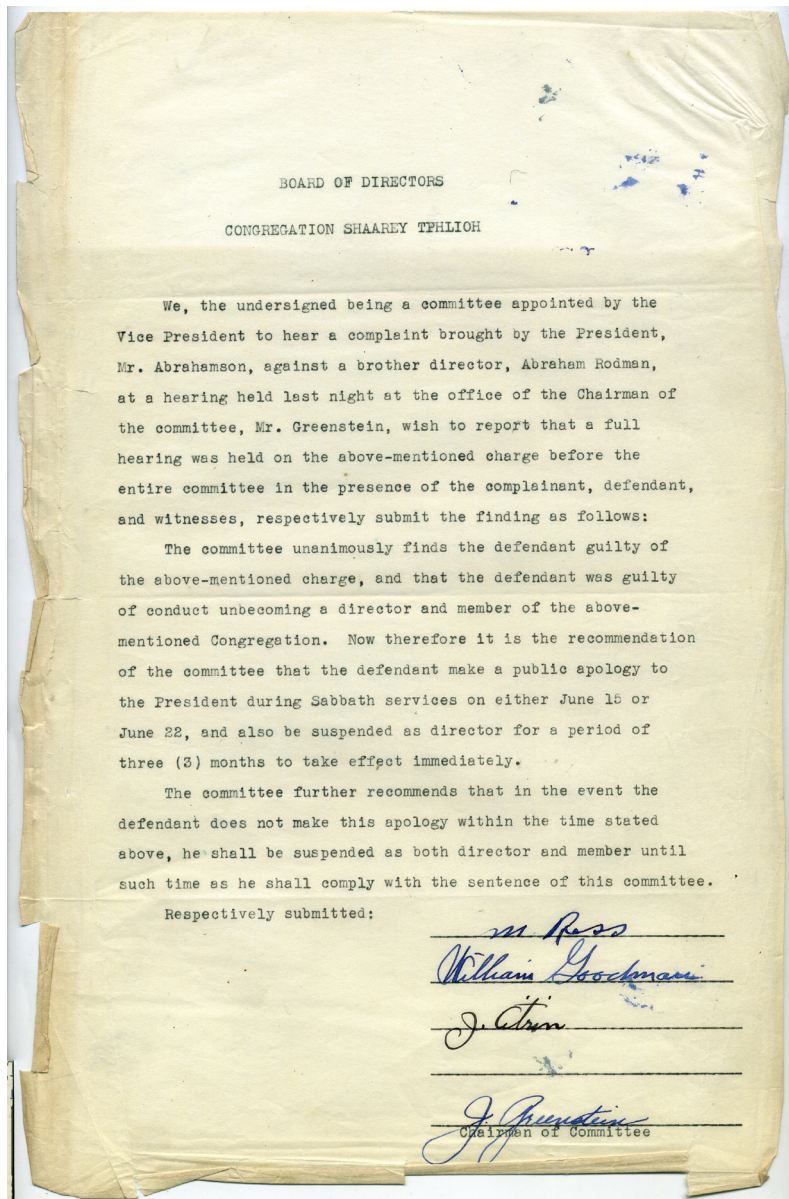 BOARD OF DIRECTORS
CONGREGATION SHAAREY TPHLIOH
We, the undersigned being a committee appointed by the
Vice President to hear a complaint brought by the President,
Mr. Abrahamson, against a brother director, Abraham Rodman,
at a hearing held last night at the office of the Chairman of
the committee, Mr. Greenstein, wish to report that a full
hearing was held on the above-mentioned charge before the
entire committee in the presence of the complainant, defendant,
and witnesses, respectively submit the finding as follows:
The committee unanimously finds the defendant guilty of
the above-mentioned charge, and that the defendant was guilty
of conduct unbecoming a director and member of the above-
mentioned Congregation. Now therefore it is the recommendation
of the committee that the defendant make a public apology to
the President during Sabbath services on either June 15 or
June 22, and also be suspended as director for a period of
three (3) months to take effect immediately.
The committee further recommends that in the event the
defendant does not make this apology within the time stated
above, he shall be suspended as both director and member until
such time as he shall comply with the sentence of this committee.
Respectively submitted:
M. Ress
William Goodman
J. Citrin
J. Greenstein
Chairman of Committee